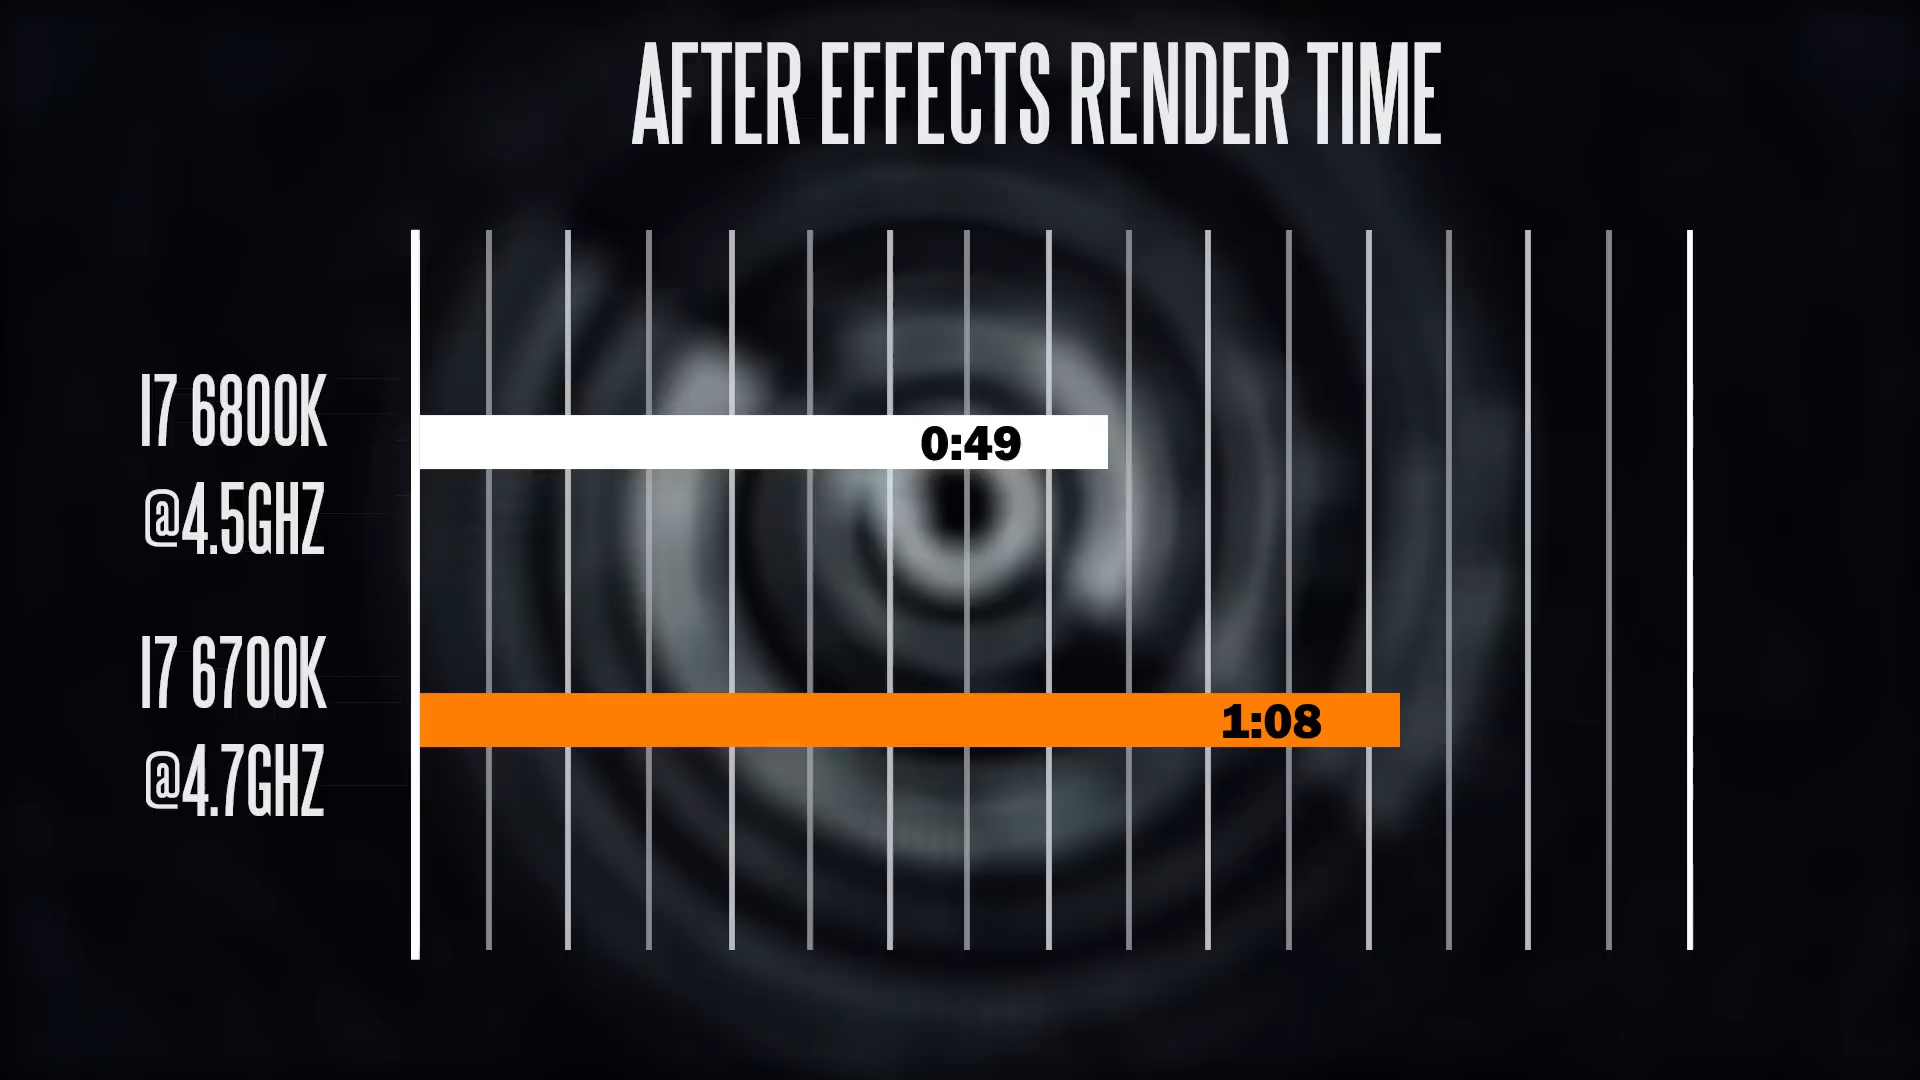 AFTER EFFECTS RENDER TIME
I7 6800K
@4.5GHZ
0:49
I7 6700K
@4.7GHZ
1:08